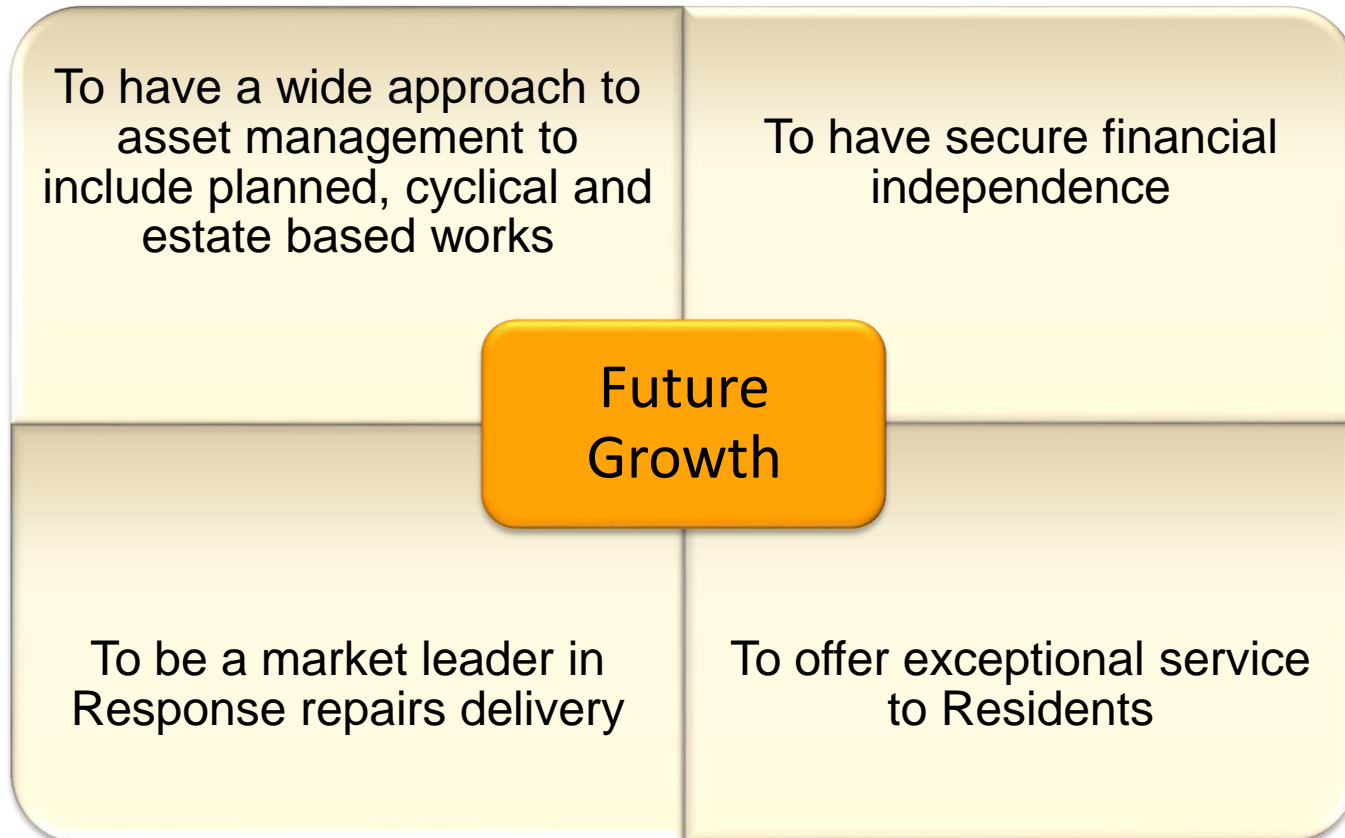 To have a wide approach to
asset management to
include planned, cyclical and
estate based works
To have secure financial
independence
Future
Growth
To be a market leader in
Response repairs delivery
To offer exceptional service
to Residents